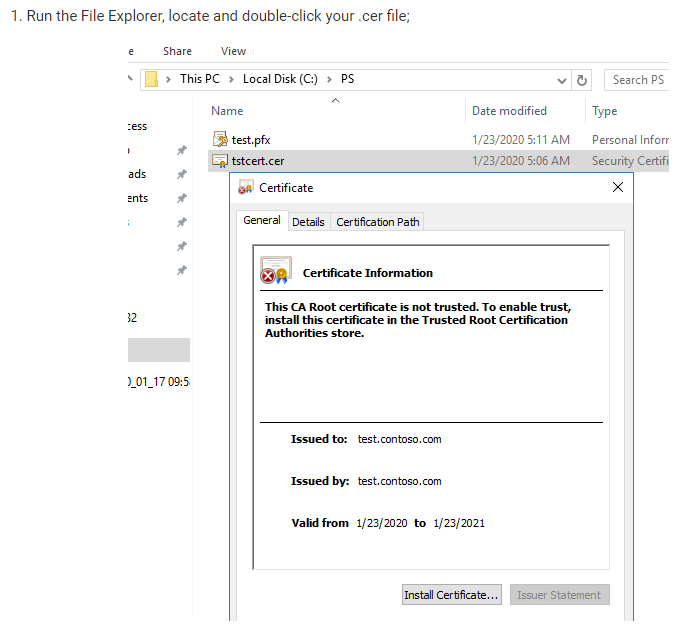 1. Run the File Explorer, locate and double-click your .cer file;
e Share View
This PC > Local Disk (C:) > PS
Search PS
Name Date modified Type
cess
test.pfx 1/23/2020 5:11 AM Personal Inforr
tstcert.cer 1/23/2020 5:06 AM Security Certifi
ads
ents
32
)_01_17 09:5
Certificate
General Details Certification Path
Certificate Information
This CA Root certificate is not trusted. To enable trust,
install this certificate in the Trusted Root Certification
Authorities store.
Issued to: test.contoso.com
Issued by: test.contoso.com
Valid from 1/23/2020 to 1/23/2021
Install Certificate... Issuer Statement